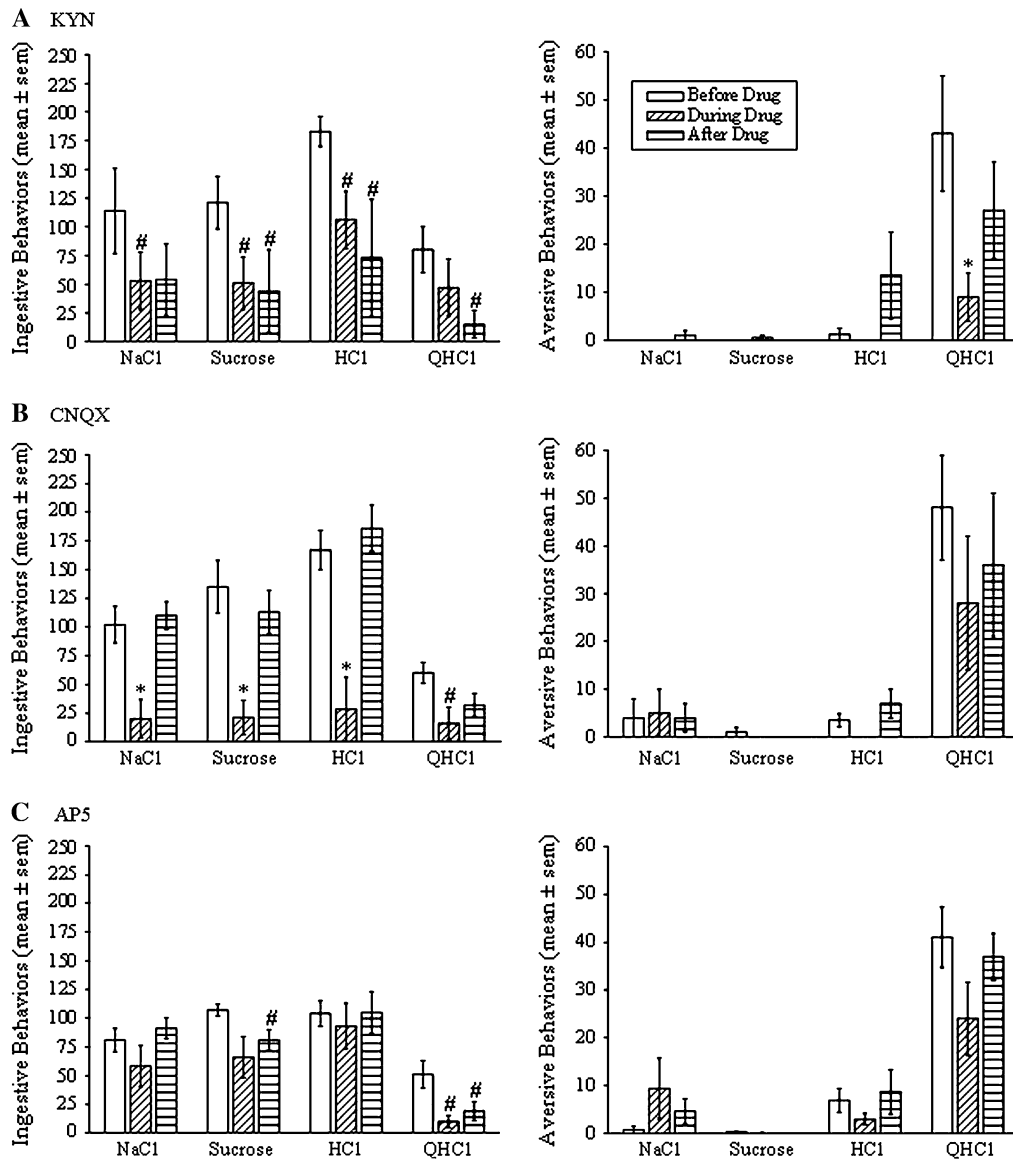 A KYN
Ingestive Behaviors (mean ± sem)
250
225
200
175
150
125
100
75
50
25
0
# # # # # #
NaCl Sucrose HCl QHCl
Aversive Behaviors (mean ± sem)
60
50
40
30
20
10
0
Before Drug
During Drug
After Drug
*
NaCl Sucrose HCl QHCl
B CNQX
Ingestive Behaviors (mean ± sem)
250
225
200
175
150
125
100
75
50
25
0
* * * #
NaCl Sucrose HCl QHCl
Aversive Behaviors (mean ± sem)
60
50
40
30
20
10
0
NaCl Sucrose HCl QHCl
C AP5
Ingestive Behaviors (mean ± sem)
250
225
200
175
150
125
100
75
50
25
0
# # #
NaCl Sucrose HCl QHCl
Aversive Behaviors (mean ± sem)
60
50
40
30
20
10
0
NaCl Sucrose HCl QHCl